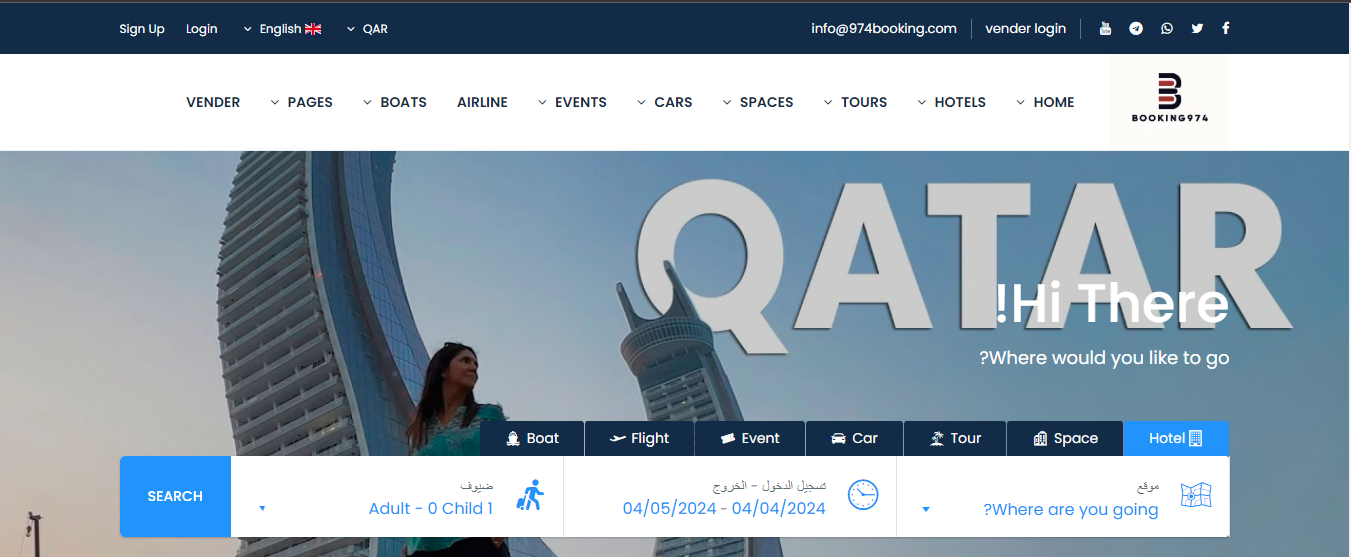 Sign Up Login English QAR info@974booking.com vender login
VENDER PAGES BOATS AIRLINE EVENTS CARS SPACES TOURS HOTELS HOME
BOOKING974
QATAR
!Hi There
?Where would you like to go
Boat Flight Event Car Tour Space Hotel
موقع
?Where are you going
تسجيل الدخول - الخروج
04/05/2024 - 04/04/2024
ضيوف
Adult - 0 Child 1
SEARCH